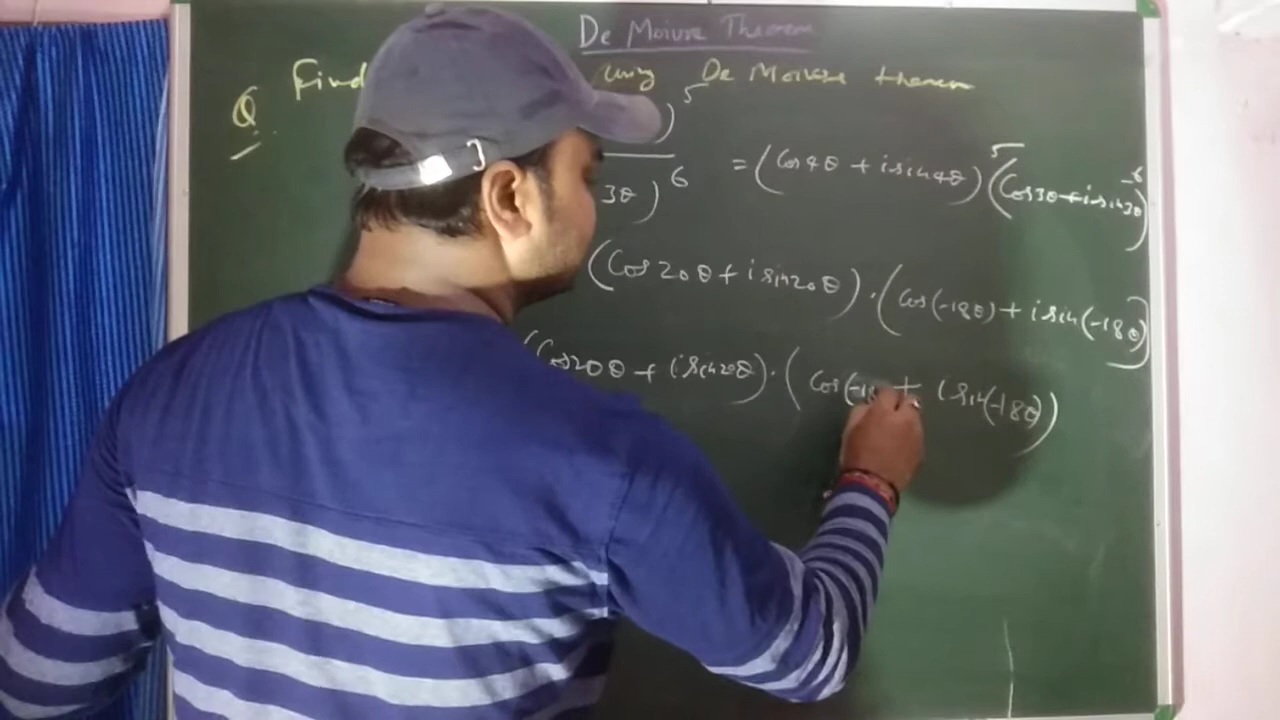 De Moivre Theorem
Q Find using De Moivre theorem
)^5
3θ)^6 = (Cos4θ + isin4θ)^5 (Cos3θ+isin3θ)^-6
(Cos20θ + isin20θ) . (Cos(-18θ) + isin(-18θ)
(Cos20θ + isin20θ) . ( Cos(-18 + isin(-18θ))